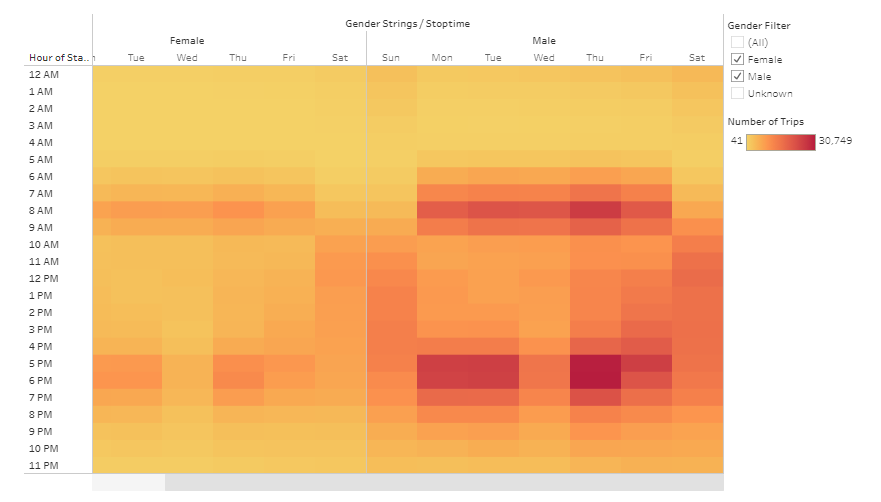 Gender Strings / Stoptime
Female Male
Hour of Sta.. Tue Wed Thu Fri Sat Sun Mon Tue Wed Thu Fri Sat
12 AM
1 AM
2 AM
3 AM
4 AM
5 AM
6 AM
7 AM
8 AM
9 AM
10 AM
11 AM
12 PM
1 PM
2 PM
3 PM
4 PM
5 PM
6 PM
7 PM
8 PM
9 PM
10 PM
11 PM
Gender Filter
(All)
Female
Male
Unknown
Number of Trips
41 30,749